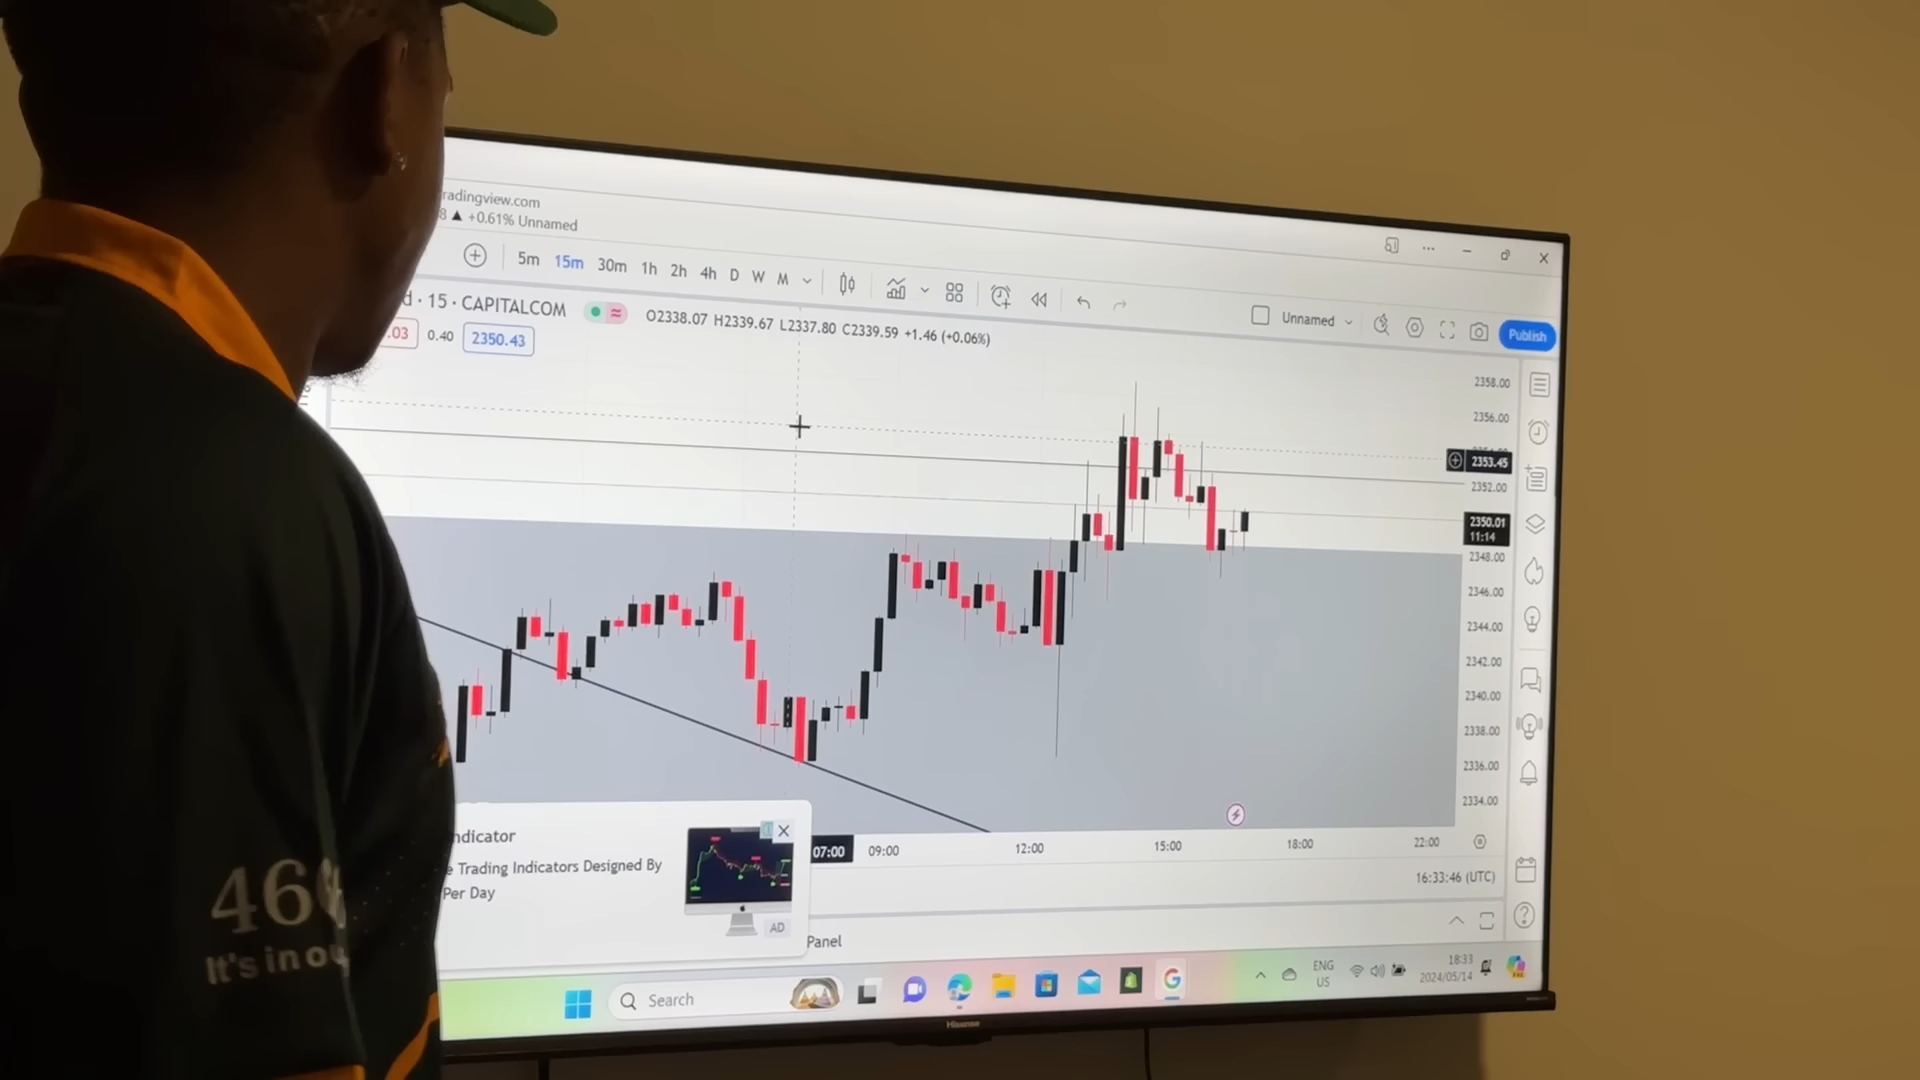 radingview.com
8 ▲ +0.61% Unnamed
5m 15m 30m 1h 2h 4h D W M
Unnamed
Publish
d · 15 · CAPITALCOM
O2338.07 H2339.67 L2337.80 C2339.59 +1.46 (+0.06%)
.03 0.40 2350.43
2358.00
2356.00
2353.45
2352.00
2350.01
11:14
2348.00
2346.00
2344.00
2342.00
2340.00
2338.00
2336.00
2334.00
07:00 09:00 12:00 15:00 18:00 22:00
16:33:46 (UTC)
ndicator
e Trading Indicators Designed By
Per Day
AD
Panel
Search
ENG
US
18:33
2024/05/14
Hisense
46
It's in ou